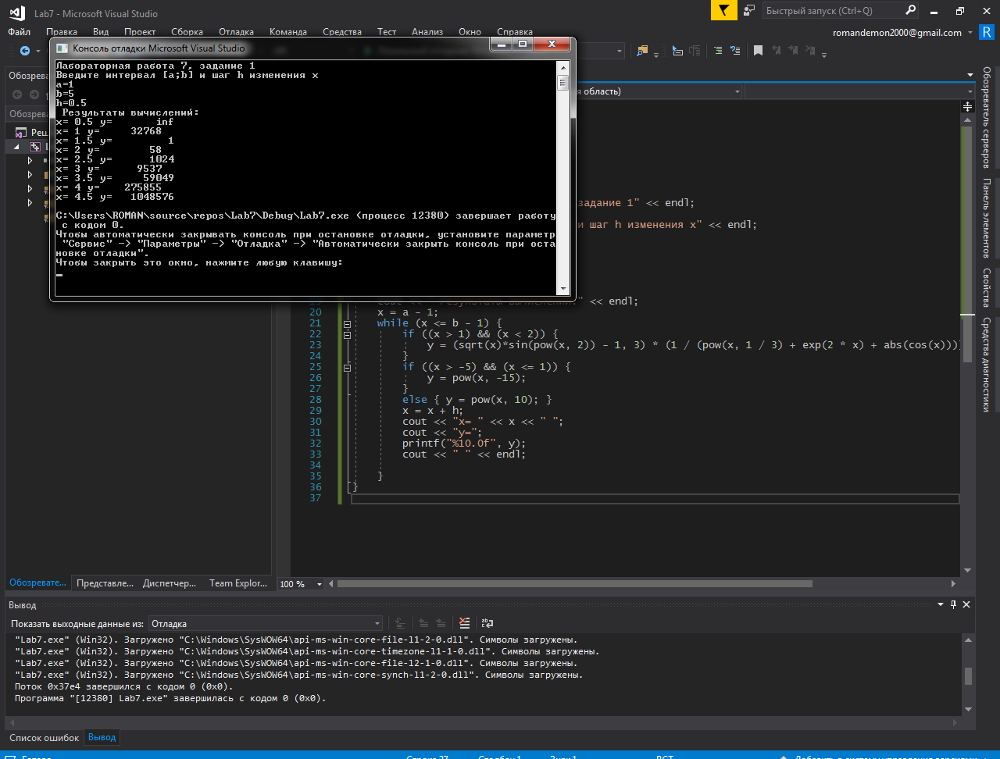 Lab7 - Microsoft Visual Studio
Быстрый запуск (Ctrl+Q)
Файл Правка Вид Проект Сборка Отладка Команда Средства Тест Анализ Окно Справка
romandemon2000@gmail.com R
Консоль отладки Microsoft Visual Studio
Лабораторная работа 7, задание 1
Введите интервал [a;b] и шаг h изменения x
a=1
b=5
h=0.5
Результаты вычислений:
x= 0.5 y=       inf
x= 1 y=     32768
x= 1.5 y=         1
x= 2 y=        58
x= 2.5 y=      1024
x= 3 y=      9537
x= 3.5 y=     59049
x= 4 y=    275855
x= 4.5 y=   1048576
C:\Users\ROMAN\source\repos\Lab7\Debug\Lab7.exe (процесс 12380) завершает работу
с кодом 0.
Чтобы автоматически закрывать консоль при остановке отладки, установите параметр
"Сервис" -> "Параметры" -> "Отладка" -> "Автоматически закрыть консоль при оста
новке отладки".
Чтобы закрыть это окно, нажмите любую клавишу:
Обозрева
Обозрева
Реш
область)
задание 1" << endl;
и шаг h изменения x" << endl;
" << endl;
20 x = a - 1;
21 while (x <= b - 1) {
22 if ((x > 1) && (x < 2)) {
23 y = (sqrt(x)*sin(pow(x, 2)) - 1, 3) * (1 / (pow(x, 1 / 3) + exp(2 * x) + abs(cos(x)))
24 }
25 if ((x > -5) && (x <= 1)) {
26 y = pow(x, -15);
27 }
28 else { y = pow(x, 10); }
29 x = x + h;
30 cout << "x= " << x << " ";
31 cout << "y=";
32 printf("%10.0f", y);
33 cout << " " << endl;
34
35 }
36 }
37
Обозреватель серверов
Панель элементов
Свойства
Средства диагностики
Обозревате... Представле... Диспетчер... Team Explor...
100 %
Вывод
Показать выходные данные из: Отладка
"Lab7.exe" (Win32). Загружено "C:\Windows\SysWOW64\api-ms-win-core-file-l1-2-0.dll". Символы загружены.
"Lab7.exe" (Win32). Загружено "C:\Windows\SysWOW64\api-ms-win-core-timezone-l1-1-0.dll". Символы загружены.
"Lab7.exe" (Win32). Загружено "C:\Windows\SysWOW64\api-ms-win-core-file-l2-1-0.dll". Символы загружены.
"Lab7.exe" (Win32). Загружено "C:\Windows\SysWOW64\api-ms-win-core-synch-l1-2-0.dll". Символы загружены.
Поток 0x37e4 завершился с кодом 0 (0x0).
Программа "[12380] Lab7.exe" завершилась с кодом 0 (0x0).
Список ошибок Вывод